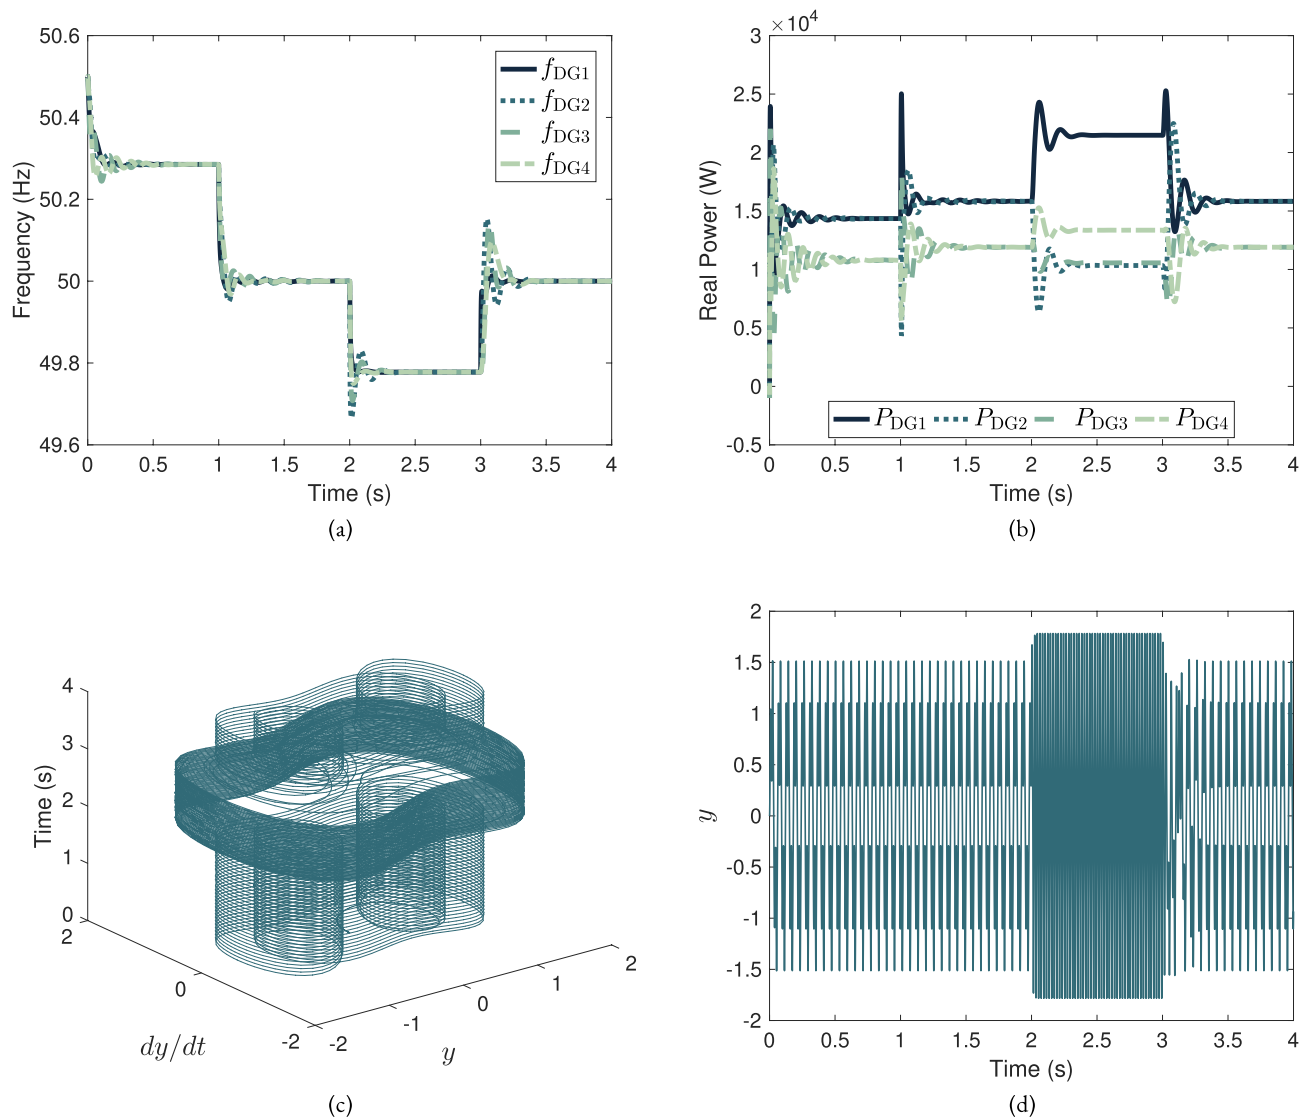 50.6
50.4
50.2
50
49.8
49.6
Frequency (Hz)
0 0.5 1 1.5 2 2.5 3 3.5 4
Time (s)
f_DG1
f_DG2
f_DG3
f_DG4
(a)
×10^4
3
2.5
2
1.5
1
0.5
0
-0.5
Real Power (W)
0 0.5 1 1.5 2 2.5 3 3.5 4
Time (s)
P_DG1 P_DG2 P_DG3 P_DG4
(b)
4
3
2
1
0
Time (s)
2
0
-2
dy/dt
-2
-1
0
1
2
y
(c)
2
1.5
1
0.5
0
-0.5
-1
-1.5
-2
y
0 0.5 1 1.5 2 2.5 3 3.5 4
Time (s)
(d)